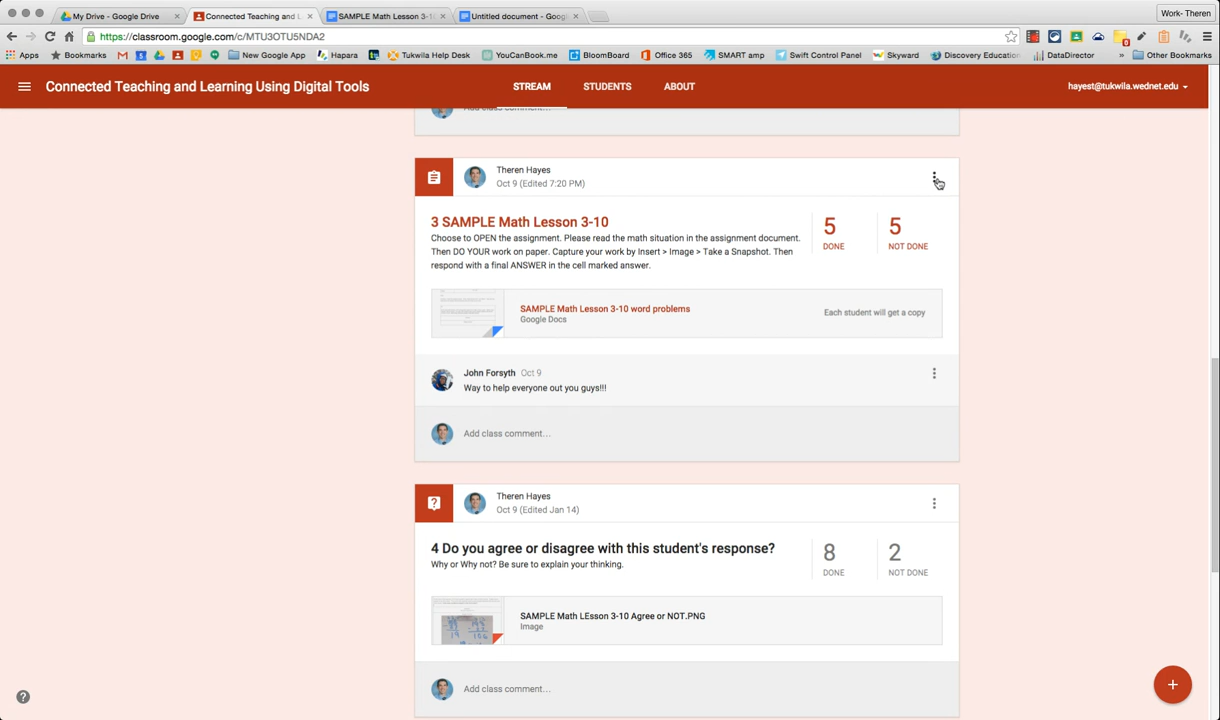 My Drive - Google Drive
Connected Teaching and L
SAMPLE Math Lesson 3-1
Untitled document - Goog
Work- Theren
https://classroom.google.com/c/MTU3OTU5NDA2
Apps
Bookmarks
New Google App
Hapara
Tukwila Help Desk
YouCanBook.me
BloomBoard
Office 365
SMART amp
Swift Control Panel
Skyward
Discovery Education
DataDirector
»
Other Bookmarks
Connected Teaching and Learning Using Digital Tools
STREAM
STUDENTS
ABOUT
hayest@tukwila.wednet.edu
Add class comment…
Theren Hayes
Oct 9 (Edited 7:20 PM)
3 SAMPLE Math Lesson 3-10
Choose to OPEN the assignment. Please read the math situation in the assignment document.
Then DO YOUR work on paper. Capture your work by Insert > Image > Take a Snapshot. Then
respond with a final ANSWER in the cell marked answer.
5
DONE
5
NOT DONE
SAMPLE Math Lesson 3-10 word problems
Google Docs
Each student will get a copy
John Forsyth Oct 9
Way to help everyone out you guys!!!
Add class comment…
Theren Hayes
Oct 9 (Edited Jan 14)
4 Do you agree or disagree with this student's response?
Why or Why not? Be sure to explain your thinking.
8
DONE
2
NOT DONE
SAMPLE Math LEsson 3-10 Agree or NOT.PNG
Image
Add class comment…